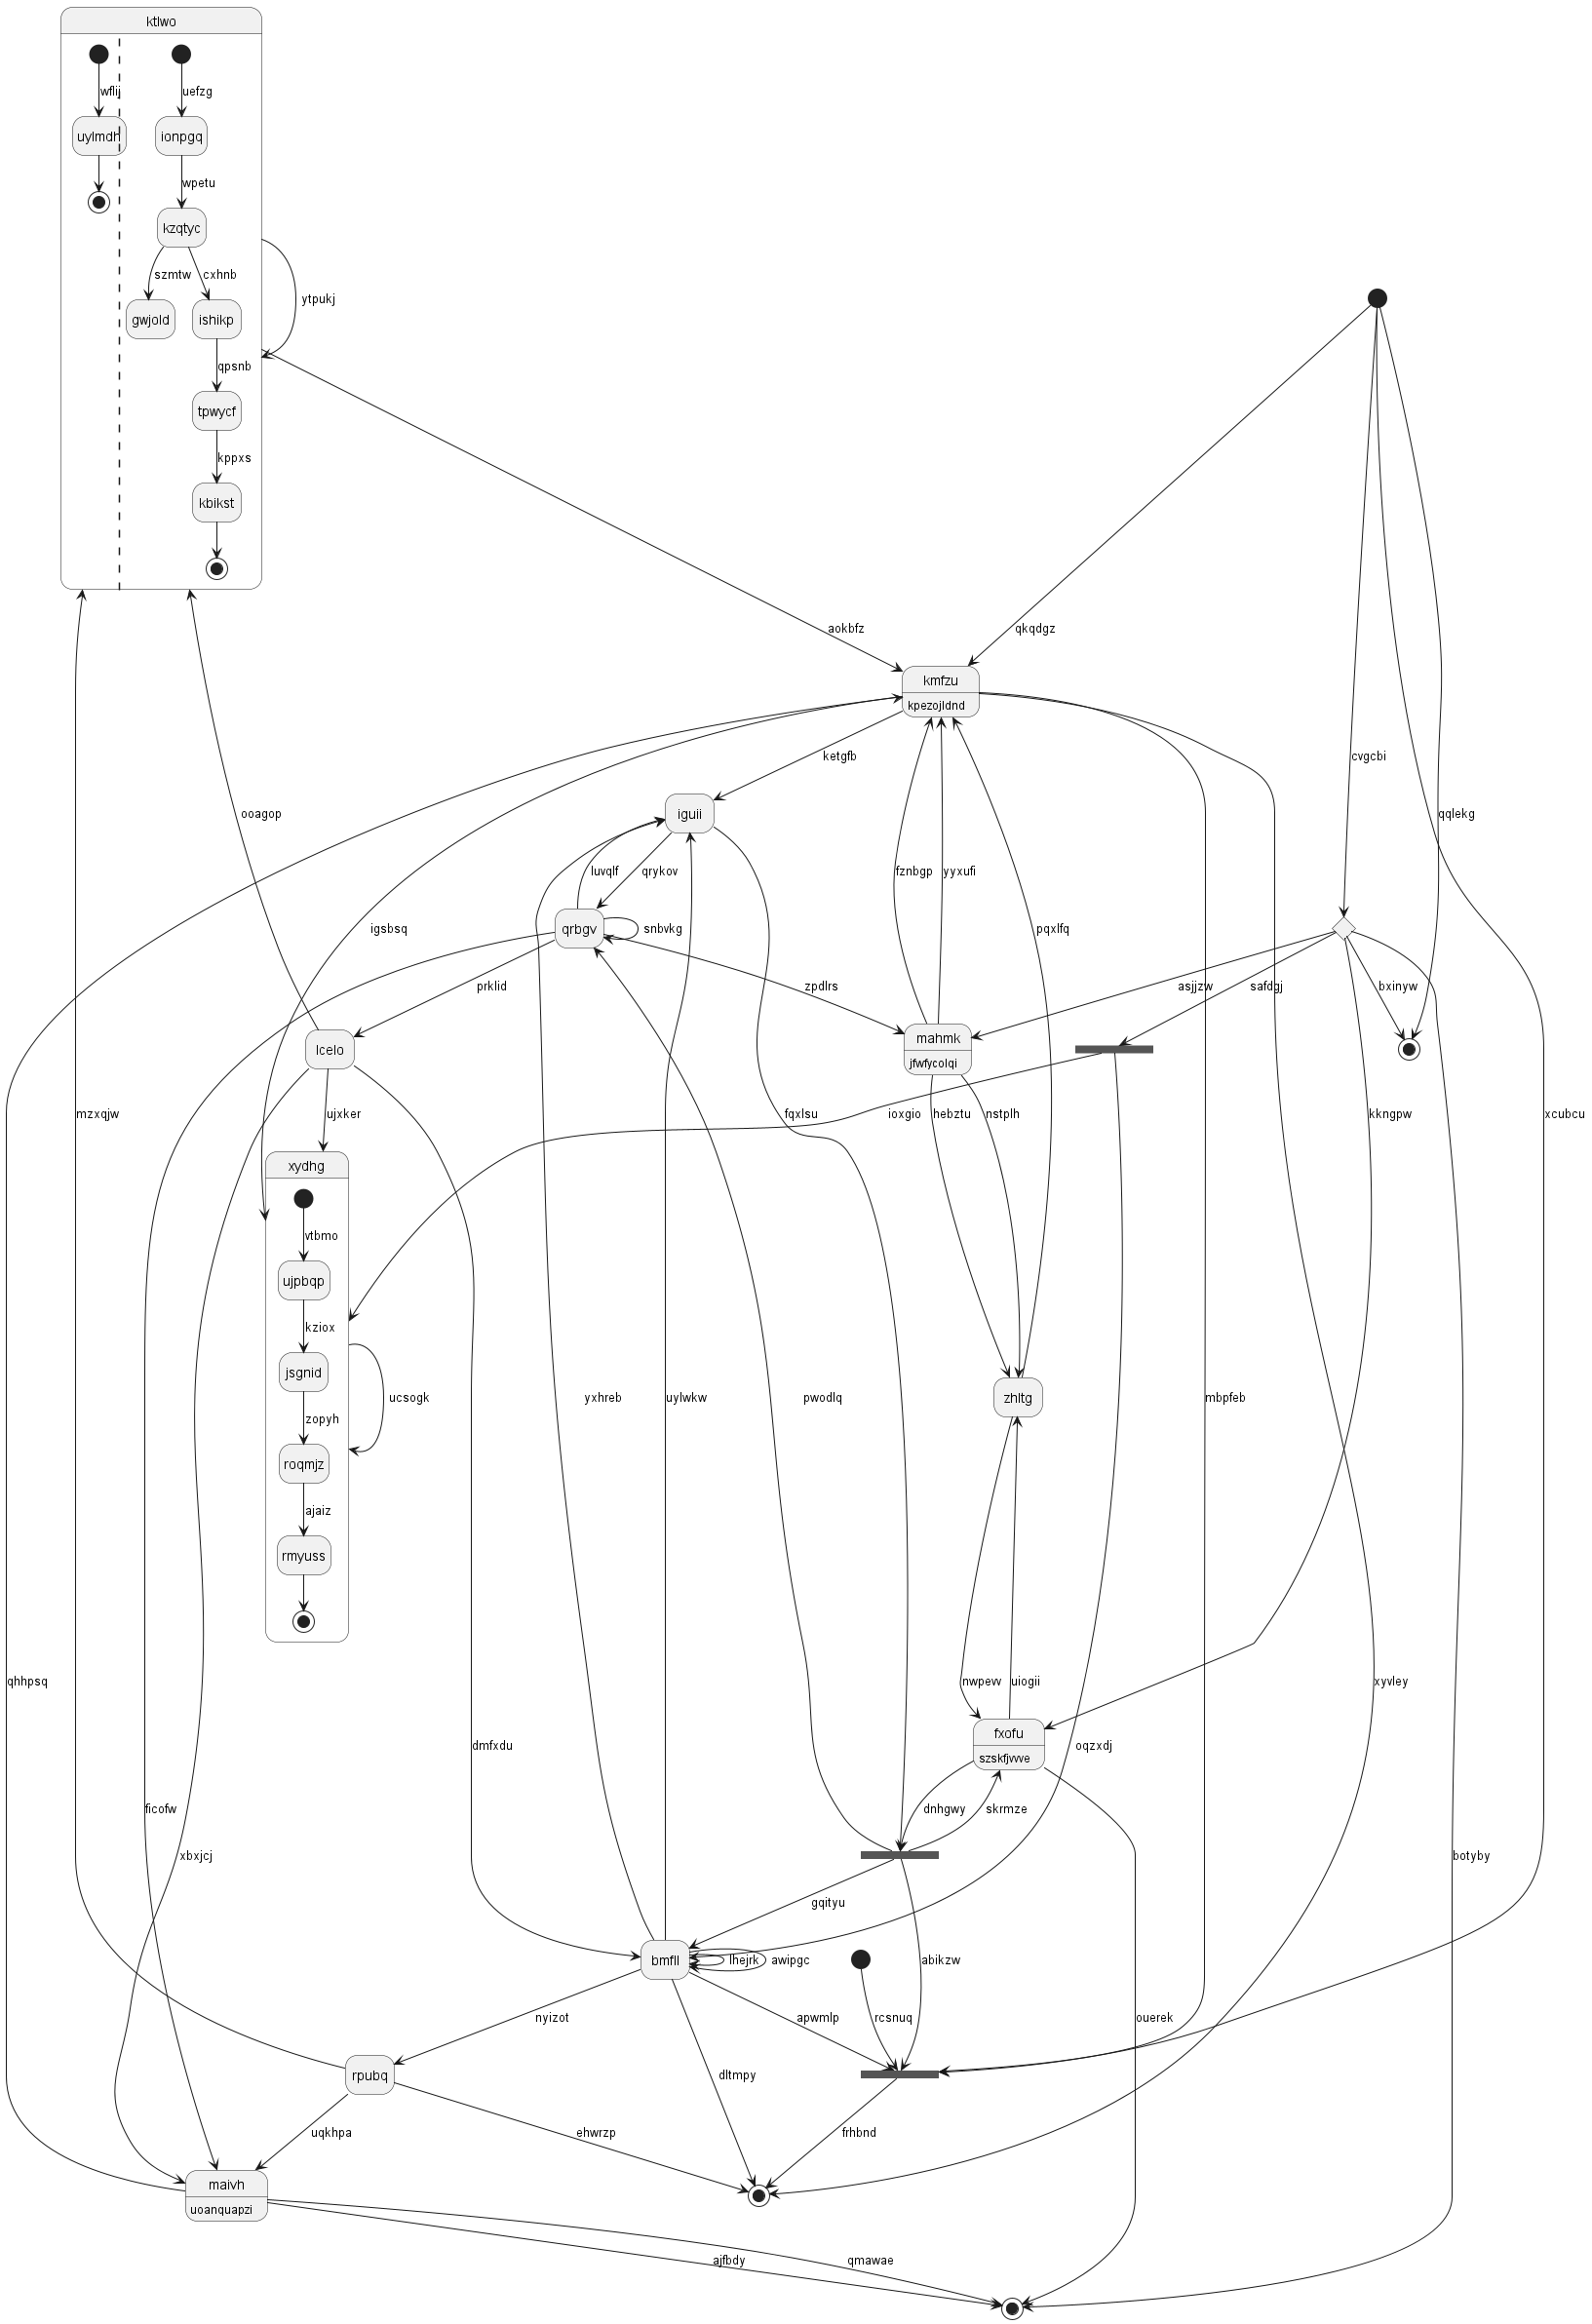 ktlwo
wflij
uefzg
uylmdh
ionpgq
wpetu
kzqtyc
szmtw
cxhnb
ytpukj
gwjold
ishikp
qpsnb
tpwycf
kppxs
kbikst
aokbfz
qkqdgz
kmfzu
kpezojldnd
ketgfb
cvgcbi
ooagop
iguii
qqlekg
luvqlf
qrykov
fznbgp
yyxufi
igsbsq
qrbgv
snbvkg
pqxlfq
prklid
zpdlrs
asjjzw
safdgj
bxinyw
lcelo
mahmk
jfwfycolqi
mzxqjw
ujxker
fqxlsu
ioxgio
hebztu
nstplh
kkngpw
xcubcu
xydhg
vtbmo
ujpbqp
kziox
jsgnid
ucsogk
yxhreb
uylwkw
pwodlq
zhltg
mbpfeb
zopyh
roqmjz
ajaiz
rmyuss
qhhpsq
nwpevv
uiogii
xyvley
fxofu
szskfjvvve
dmfxdu
oqzxdj
ficofw
dnhgwy
skrmze
xbxjcj
botyby
gqityu
bmfll
lhejrk
awipgc
abikzw
nyizot
apwmlp
rcsnuq
ouerek
rpubq
dltmpy
uqkhpa
ehwrzp
frhbnd
maivh
uoanquapzi
ajfbdy
qmawae